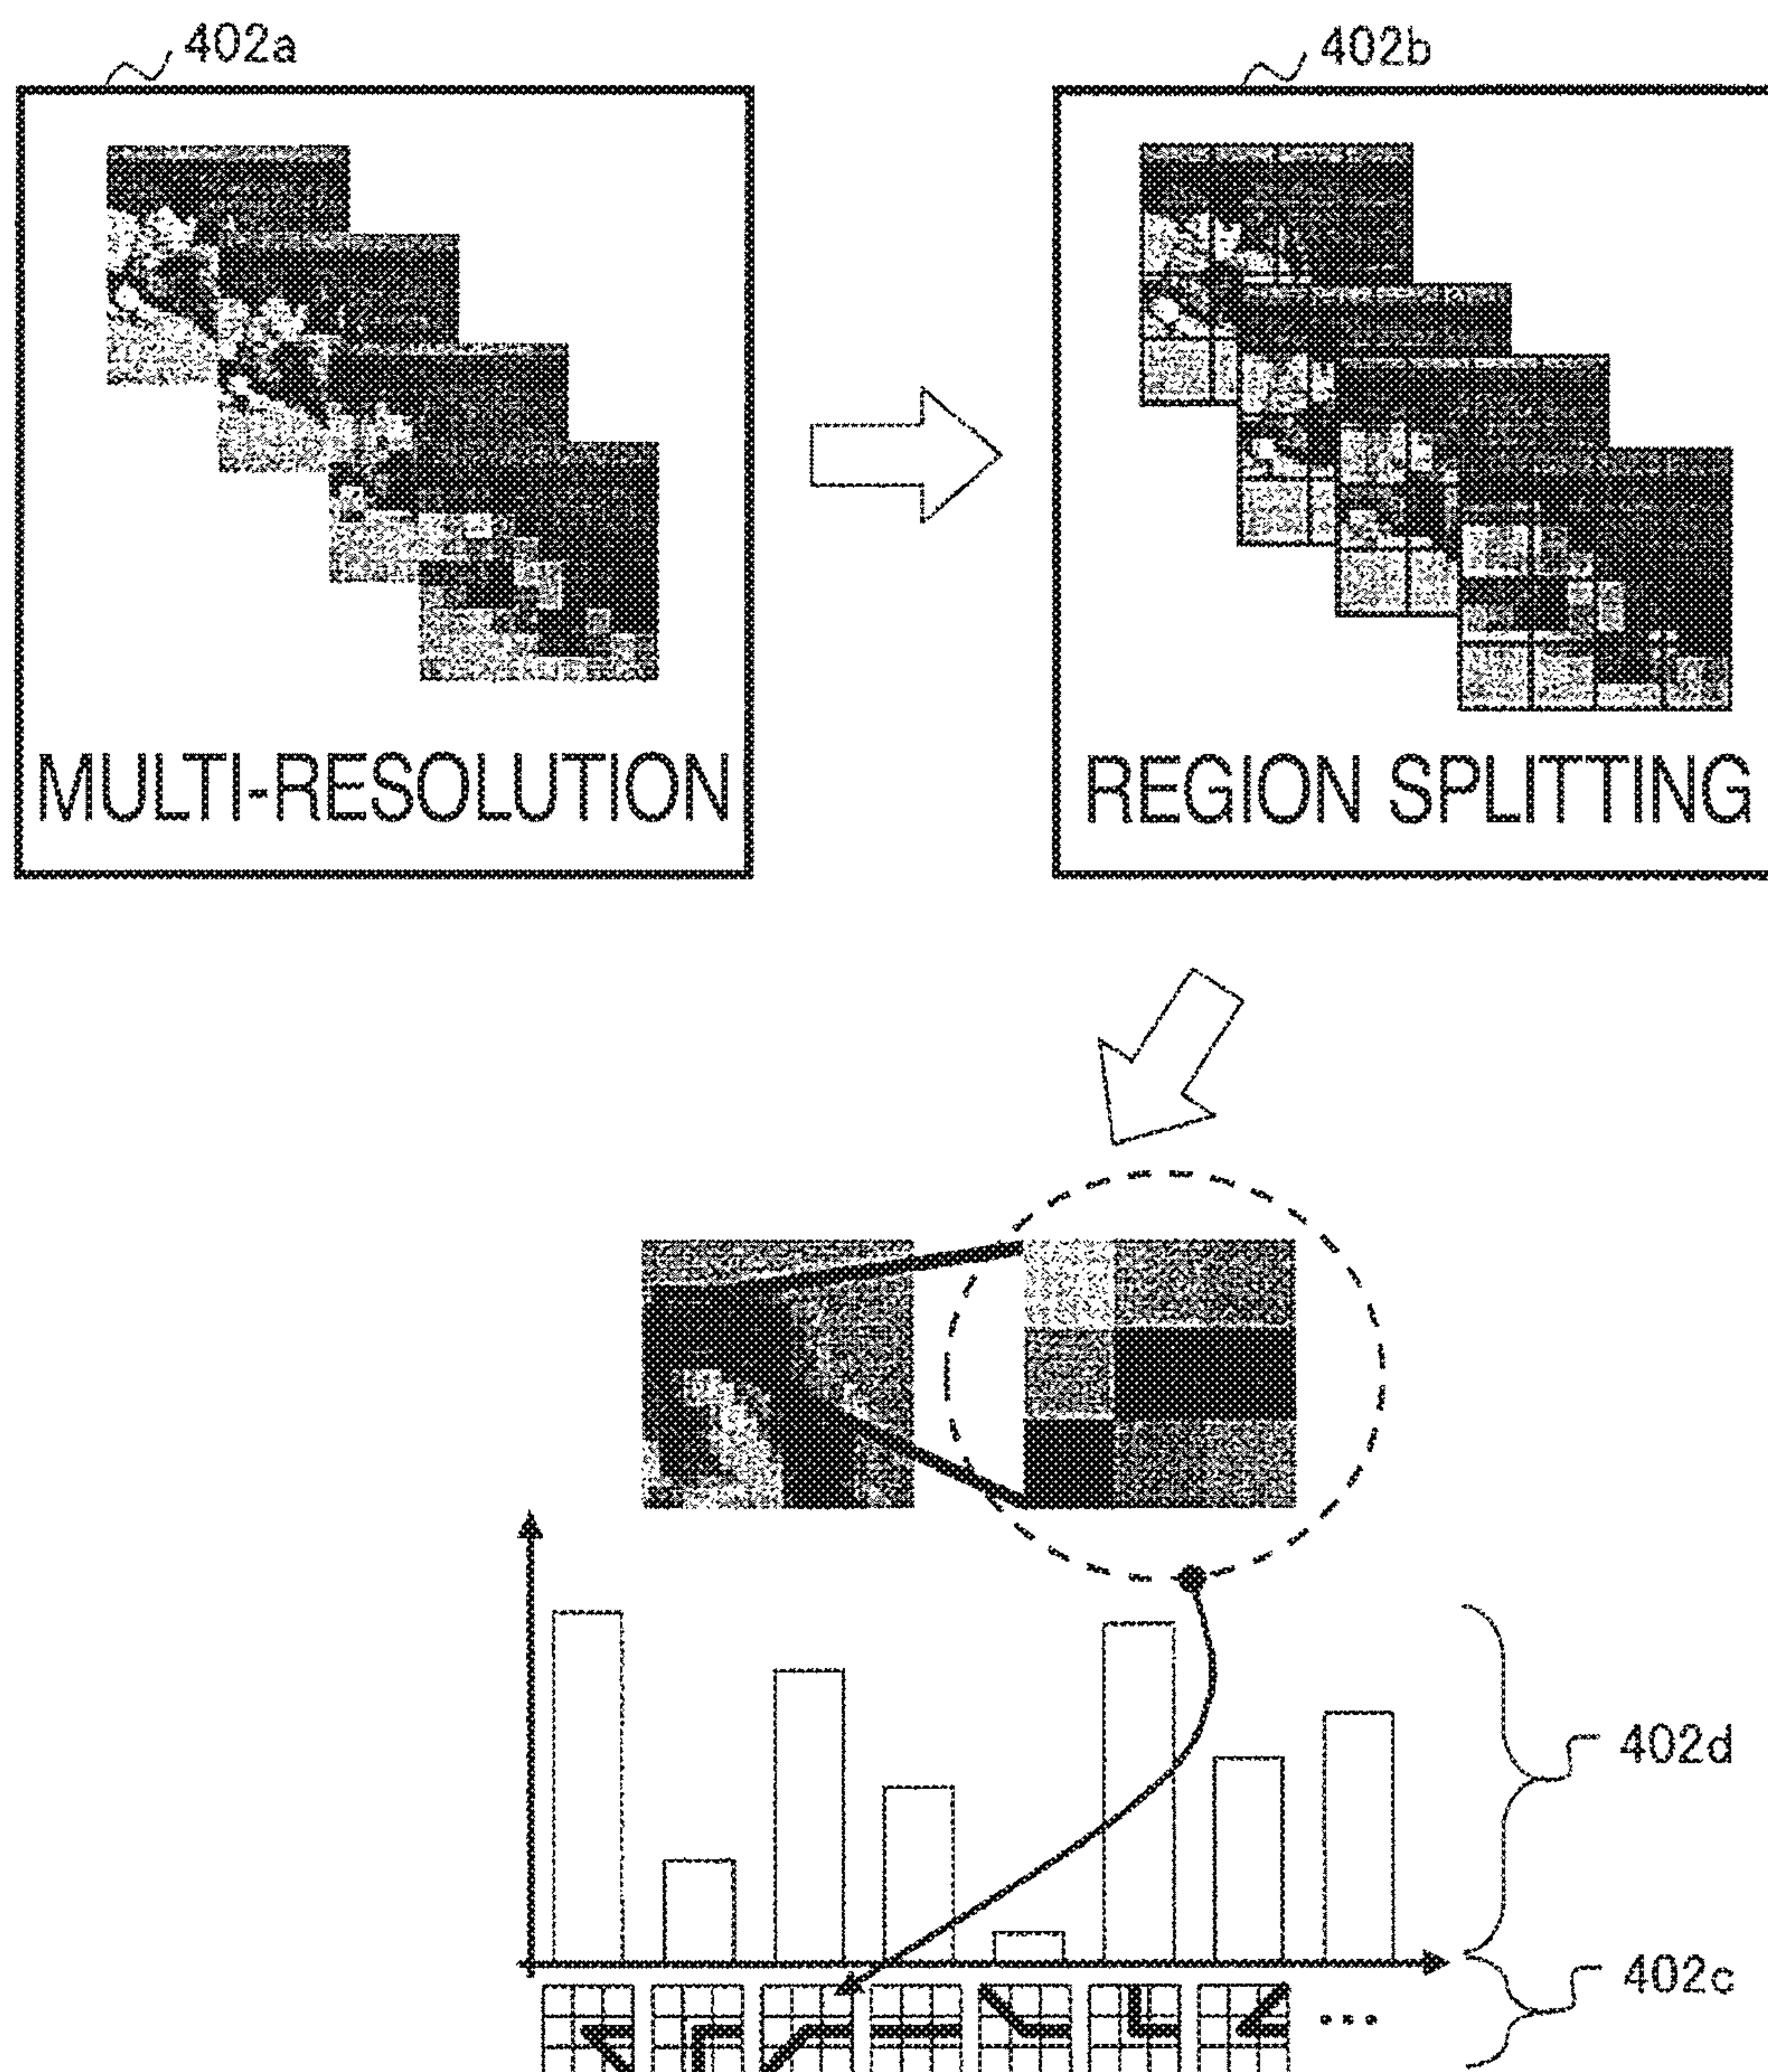 402a
402b
MULTI-RESOLUTION
REGION SPLITTING
402d
402c
...